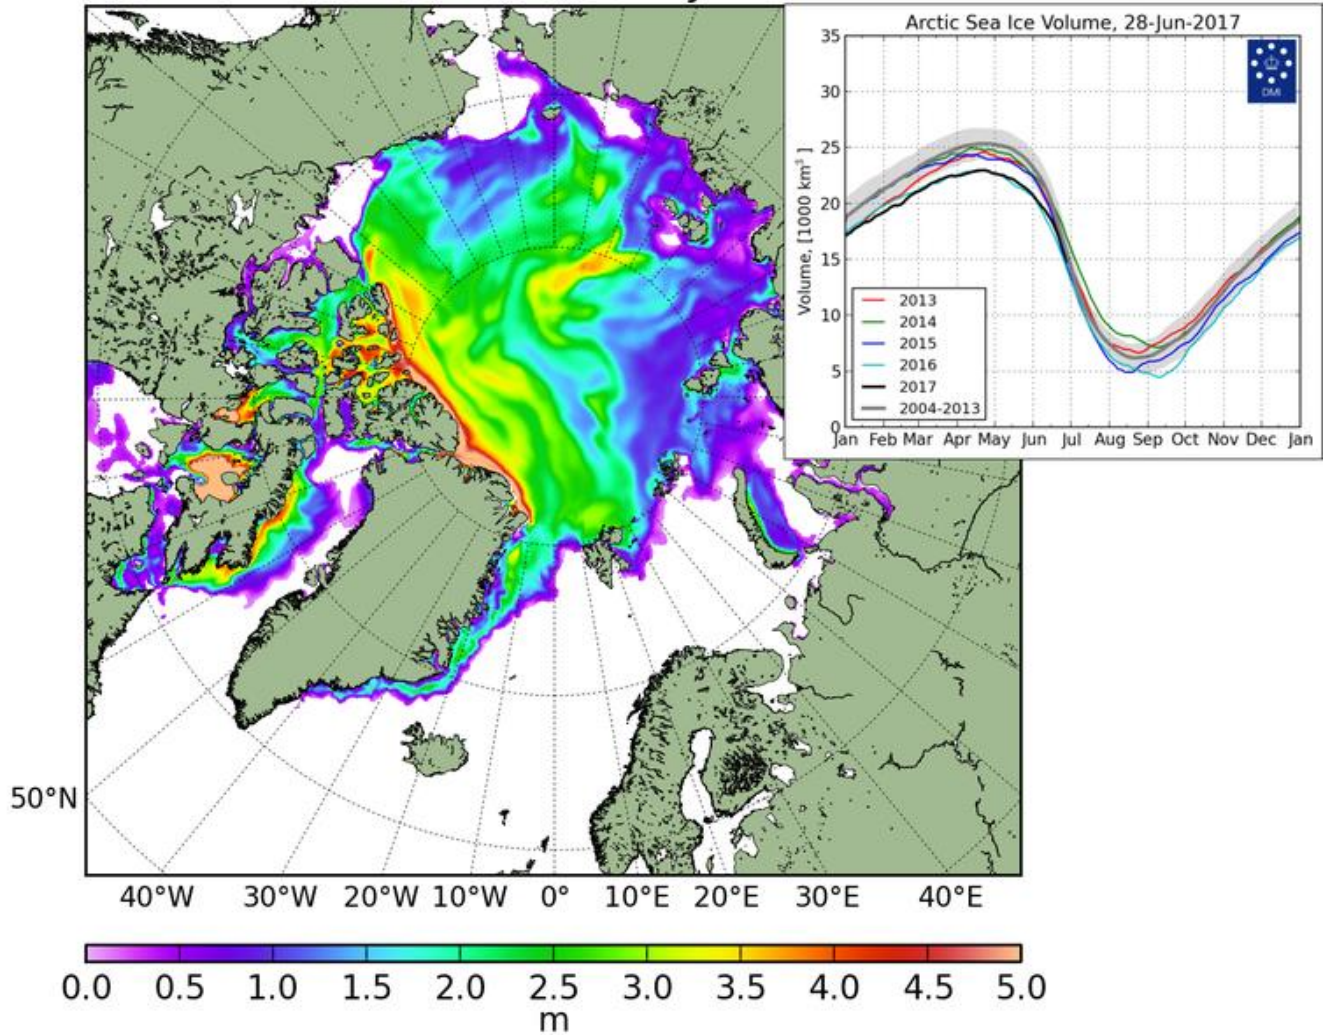 Arctic Sea Ice Volume, 28-Jun-2017
DMI
Volume, [1000 km³ ]
35
30
25
20
15
10
5
0
2013
2014
2015
2016
2017
2004-2013
Jan Feb Mar Apr May Jun Jul Aug Sep Oct Nov Dec Jan
50°N
40°W 30°W 20°W 10°W 0° 10°E 20°E 30°E 40°E
0.0 0.5 1.0 1.5 2.0 2.5 3.0 3.5 4.0 4.5 5.0
m